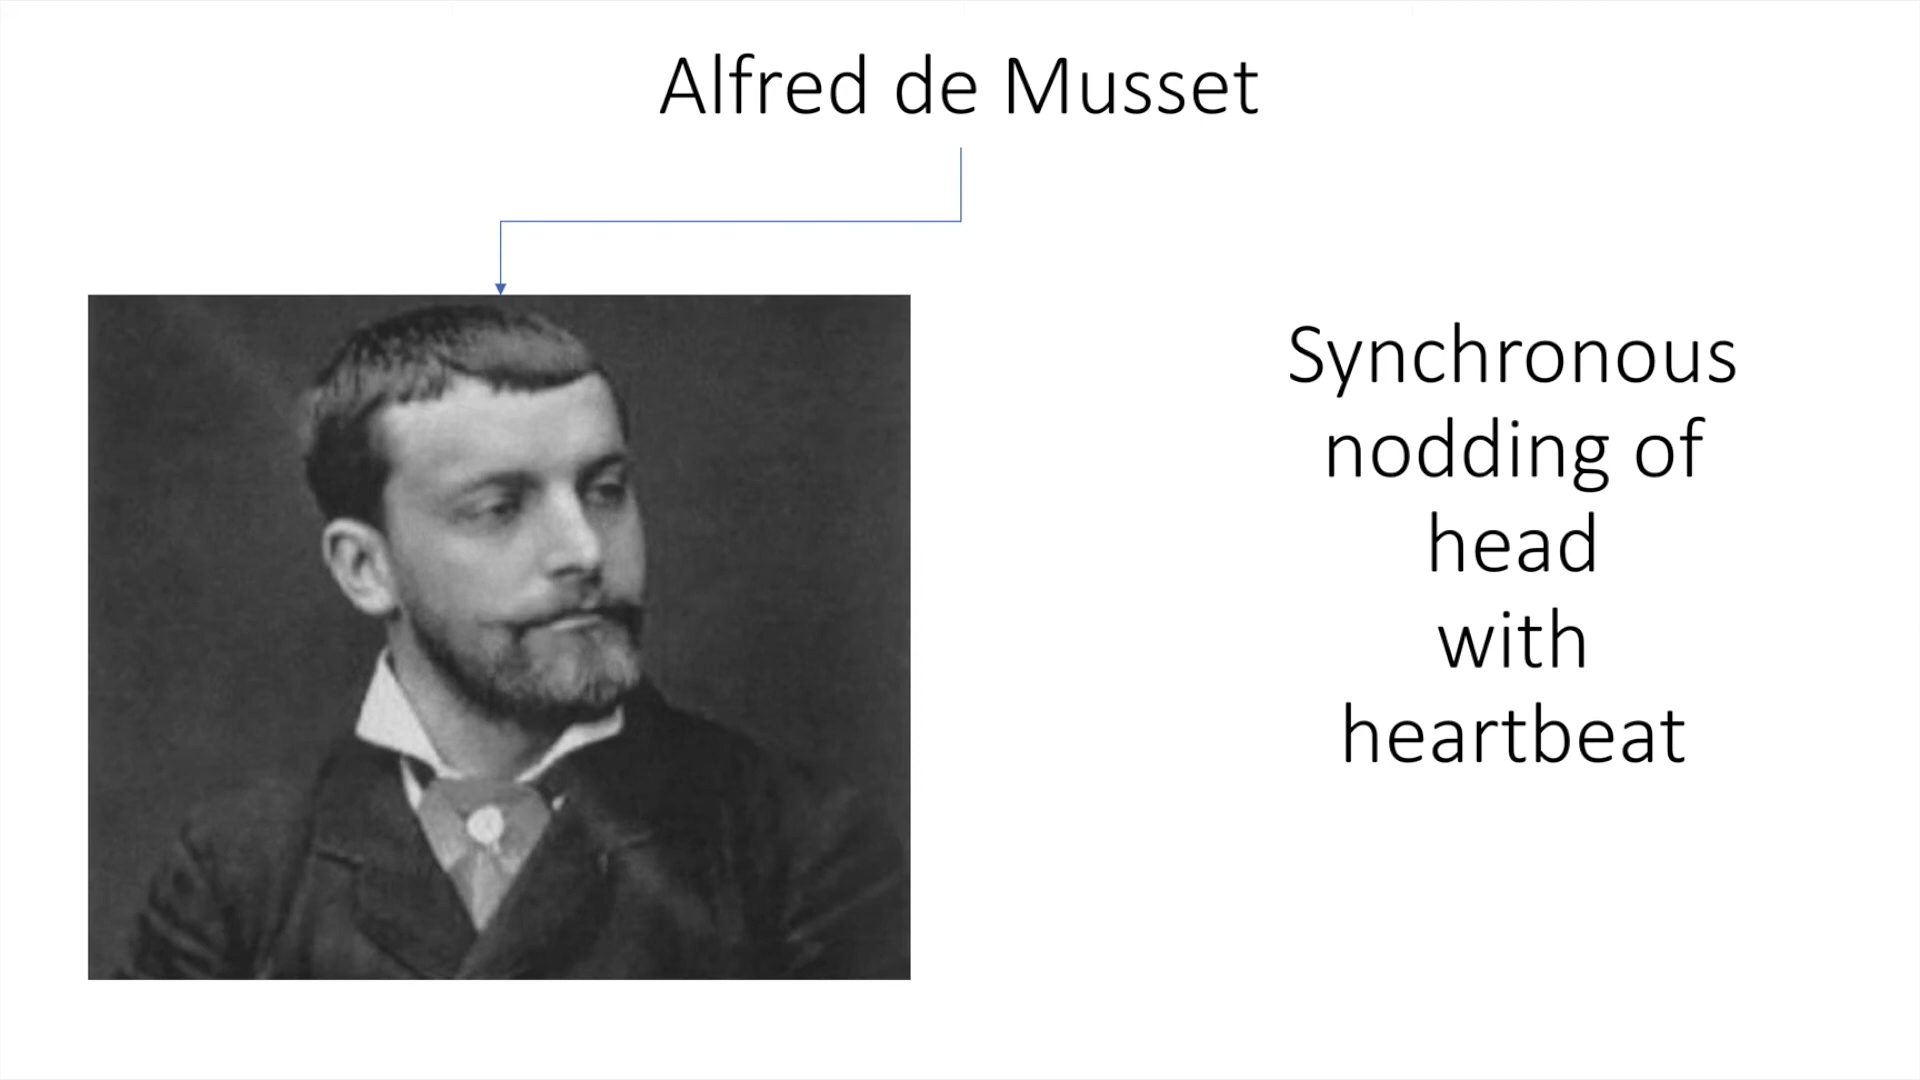 Alfred de Musset
Synchronous
nodding of
head
with
heartbeat